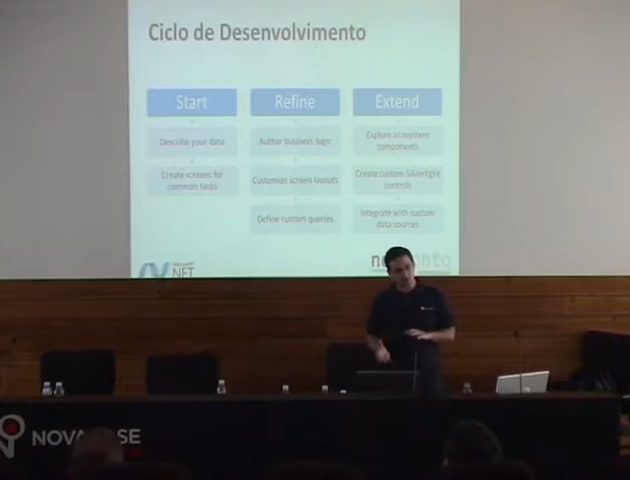 Ciclo de Desenvolvimento
Start
Refine
Extend
Describe your data
Author business logic
Explore ecosystem
components
Create screens for
common tasks
Customize screen layouts
Create custom Silverlight
controls
Define custom queries
Integrate with custom
data sources
Microsoft
.NET